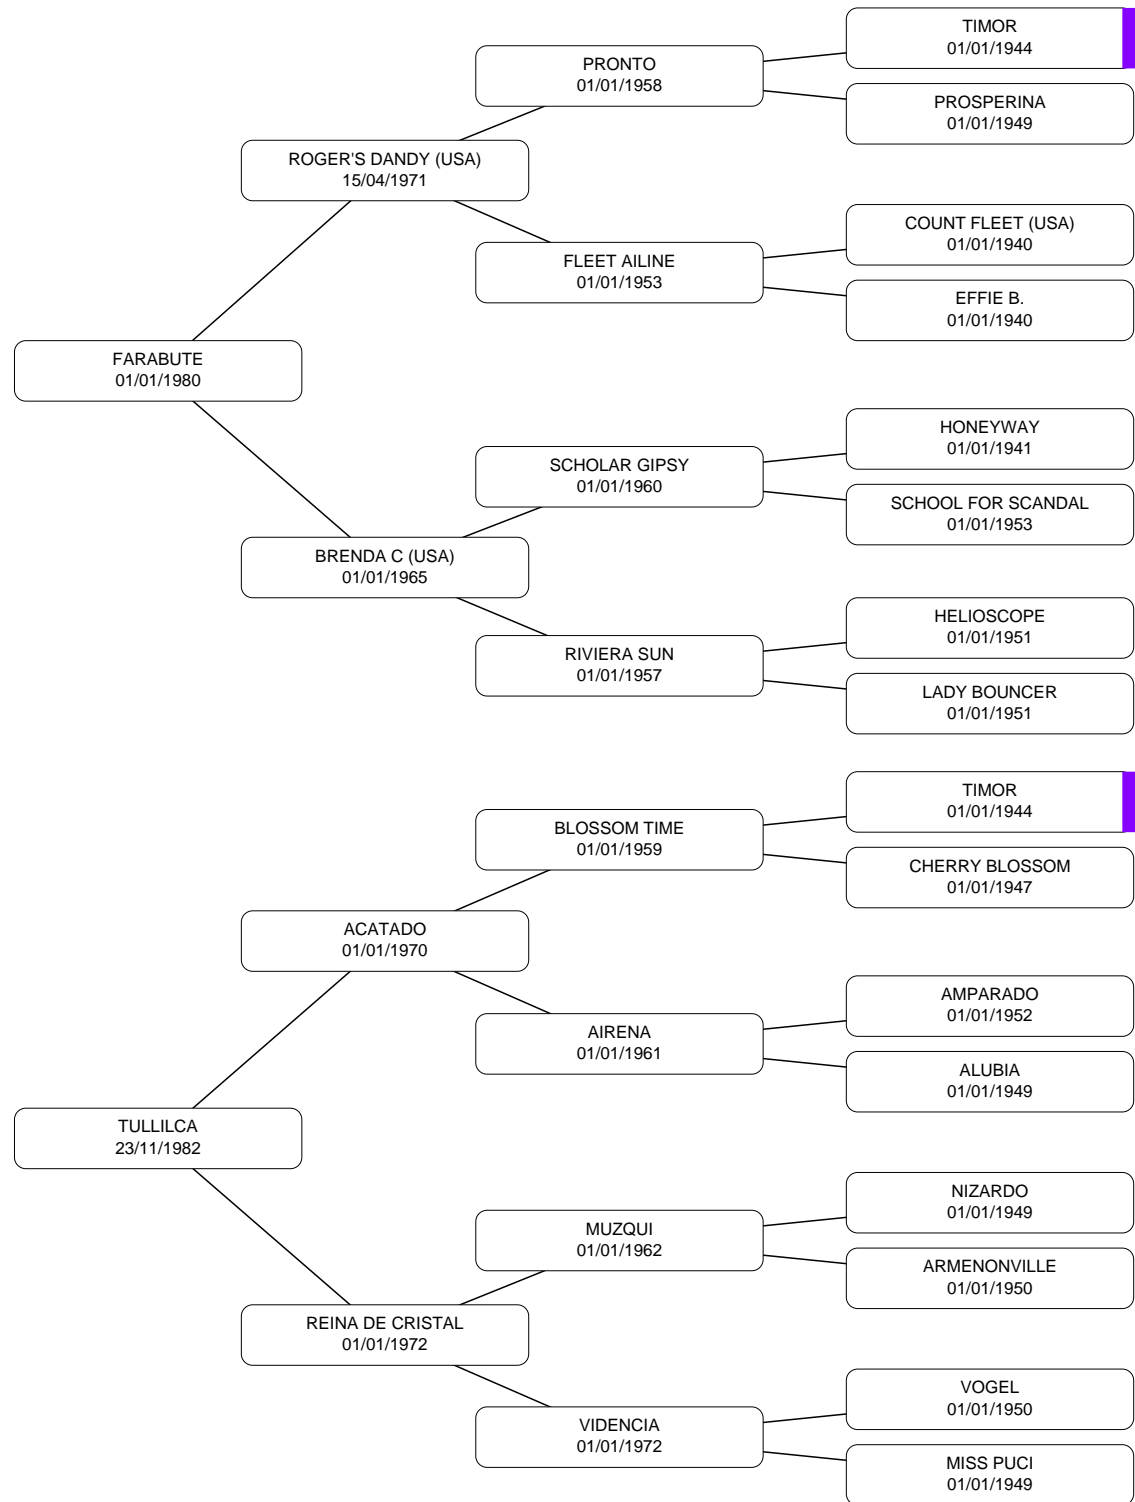 TIMOR
01/01/1944
PRONTO
01/01/1958
PROSPERINA
01/01/1949
ROGER'S DANDY (USA)
15/04/1971
COUNT FLEET (USA)
01/01/1940
FLEET AILINE
01/01/1953
EFFIE B.
01/01/1940
FARABUTE
01/01/1980
HONEYWAY
01/01/1941
SCHOLAR GIPSY
01/01/1960
SCHOOL FOR SCANDAL
01/01/1953
BRENDA C (USA)
01/01/1965
HELIOSCOPE
01/01/1951
RIVIERA SUN
01/01/1957
LADY BOUNCER
01/01/1951
TIMOR
01/01/1944
BLOSSOM TIME
01/01/1959
CHERRY BLOSSOM
01/01/1947
ACATADO
01/01/1970
AMPARADO
01/01/1952
AIRENA
01/01/1961
ALUBIA
01/01/1949
TULLILCA
23/11/1982
NIZARDO
01/01/1949
MUZQUI
01/01/1962
ARMENONVILLE
01/01/1950
REINA DE CRISTAL
01/01/1972
VOGEL
01/01/1950
VIDENCIA
01/01/1972
MISS PUCI
01/01/1949